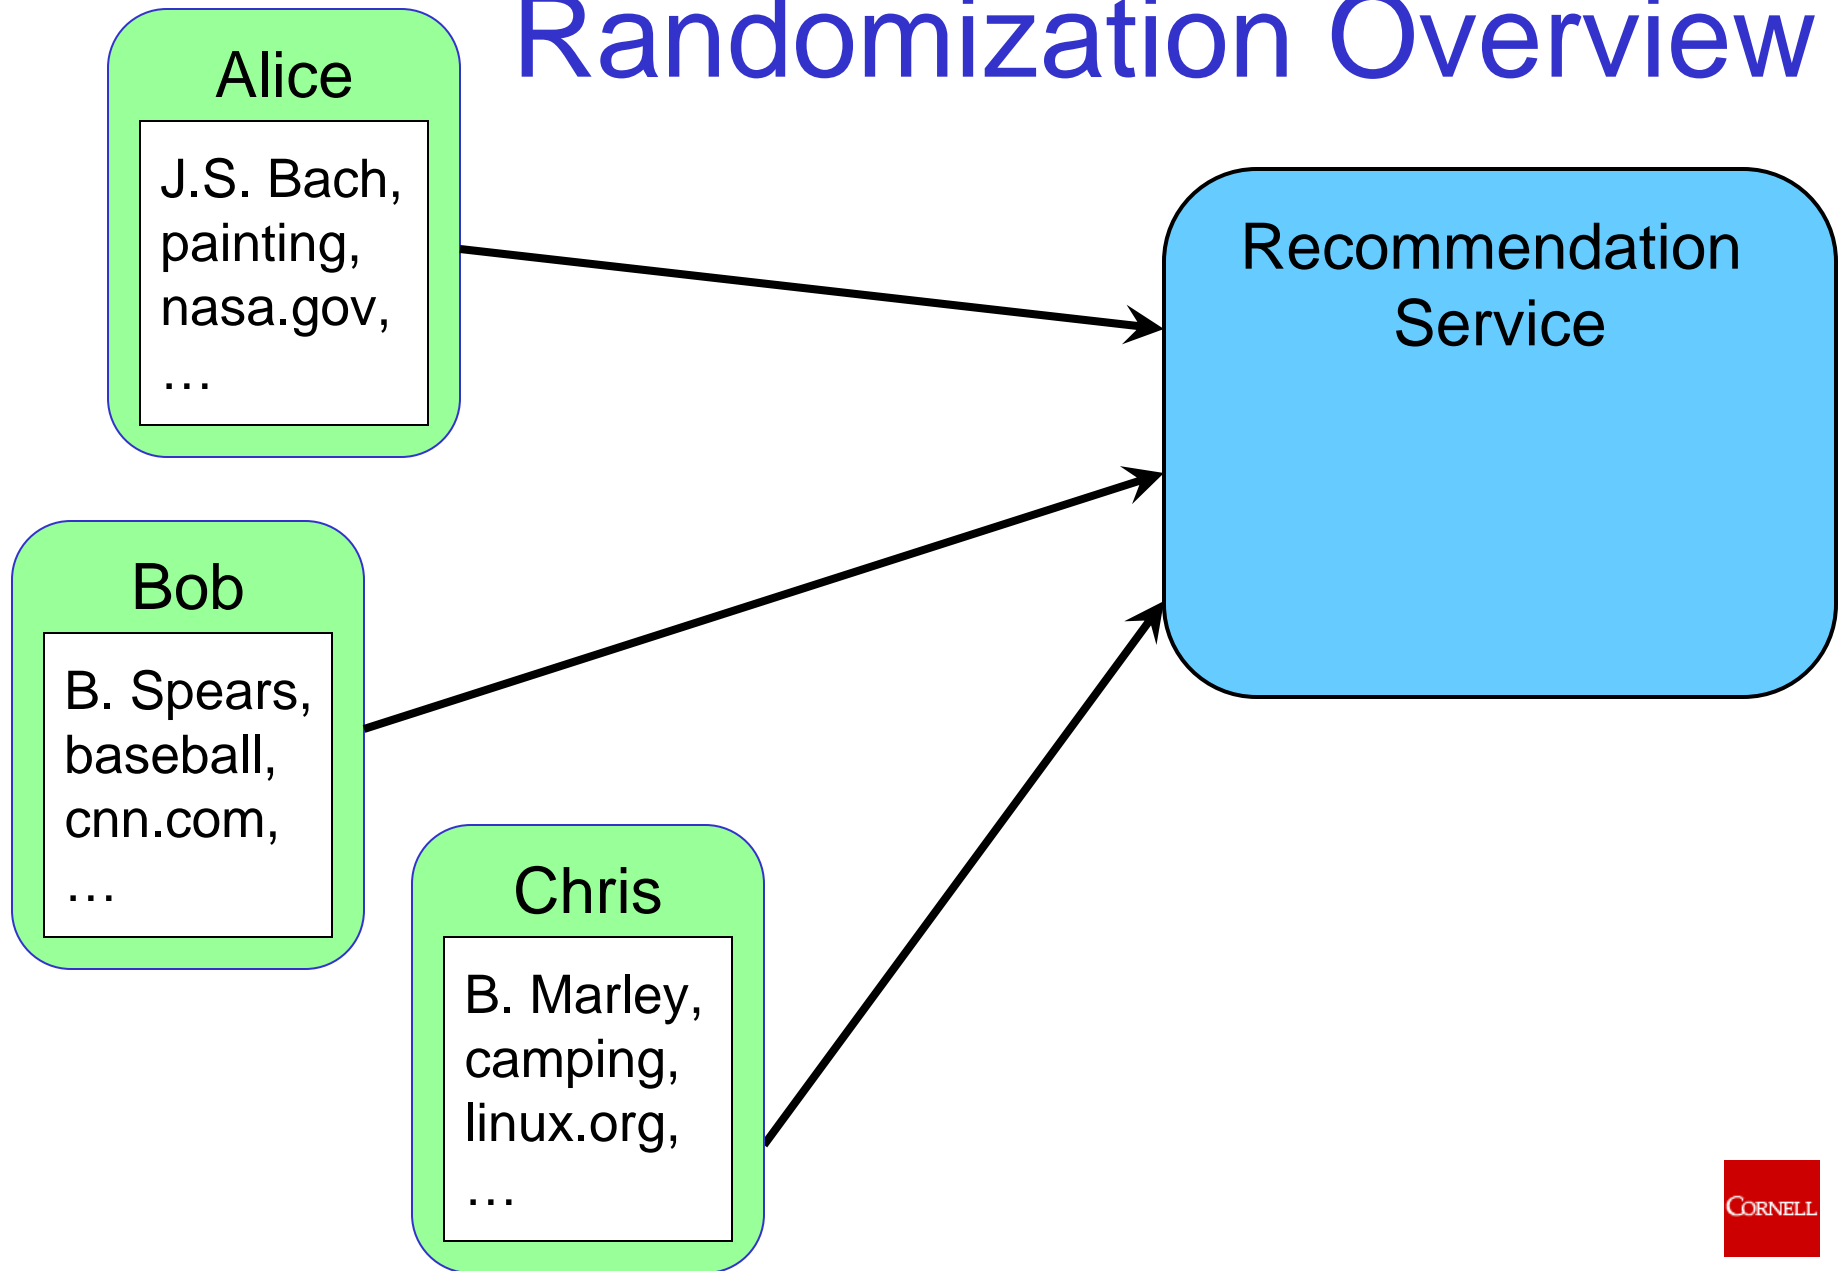 Randomization Overview
Alice
J.S. Bach,
painting,
nasa.gov,
…
Recommendation
Service
Bob
B. Spears,
baseball,
cnn.com,
…
Chris
B. Marley,
camping,
linux.org,
…
CORNELL